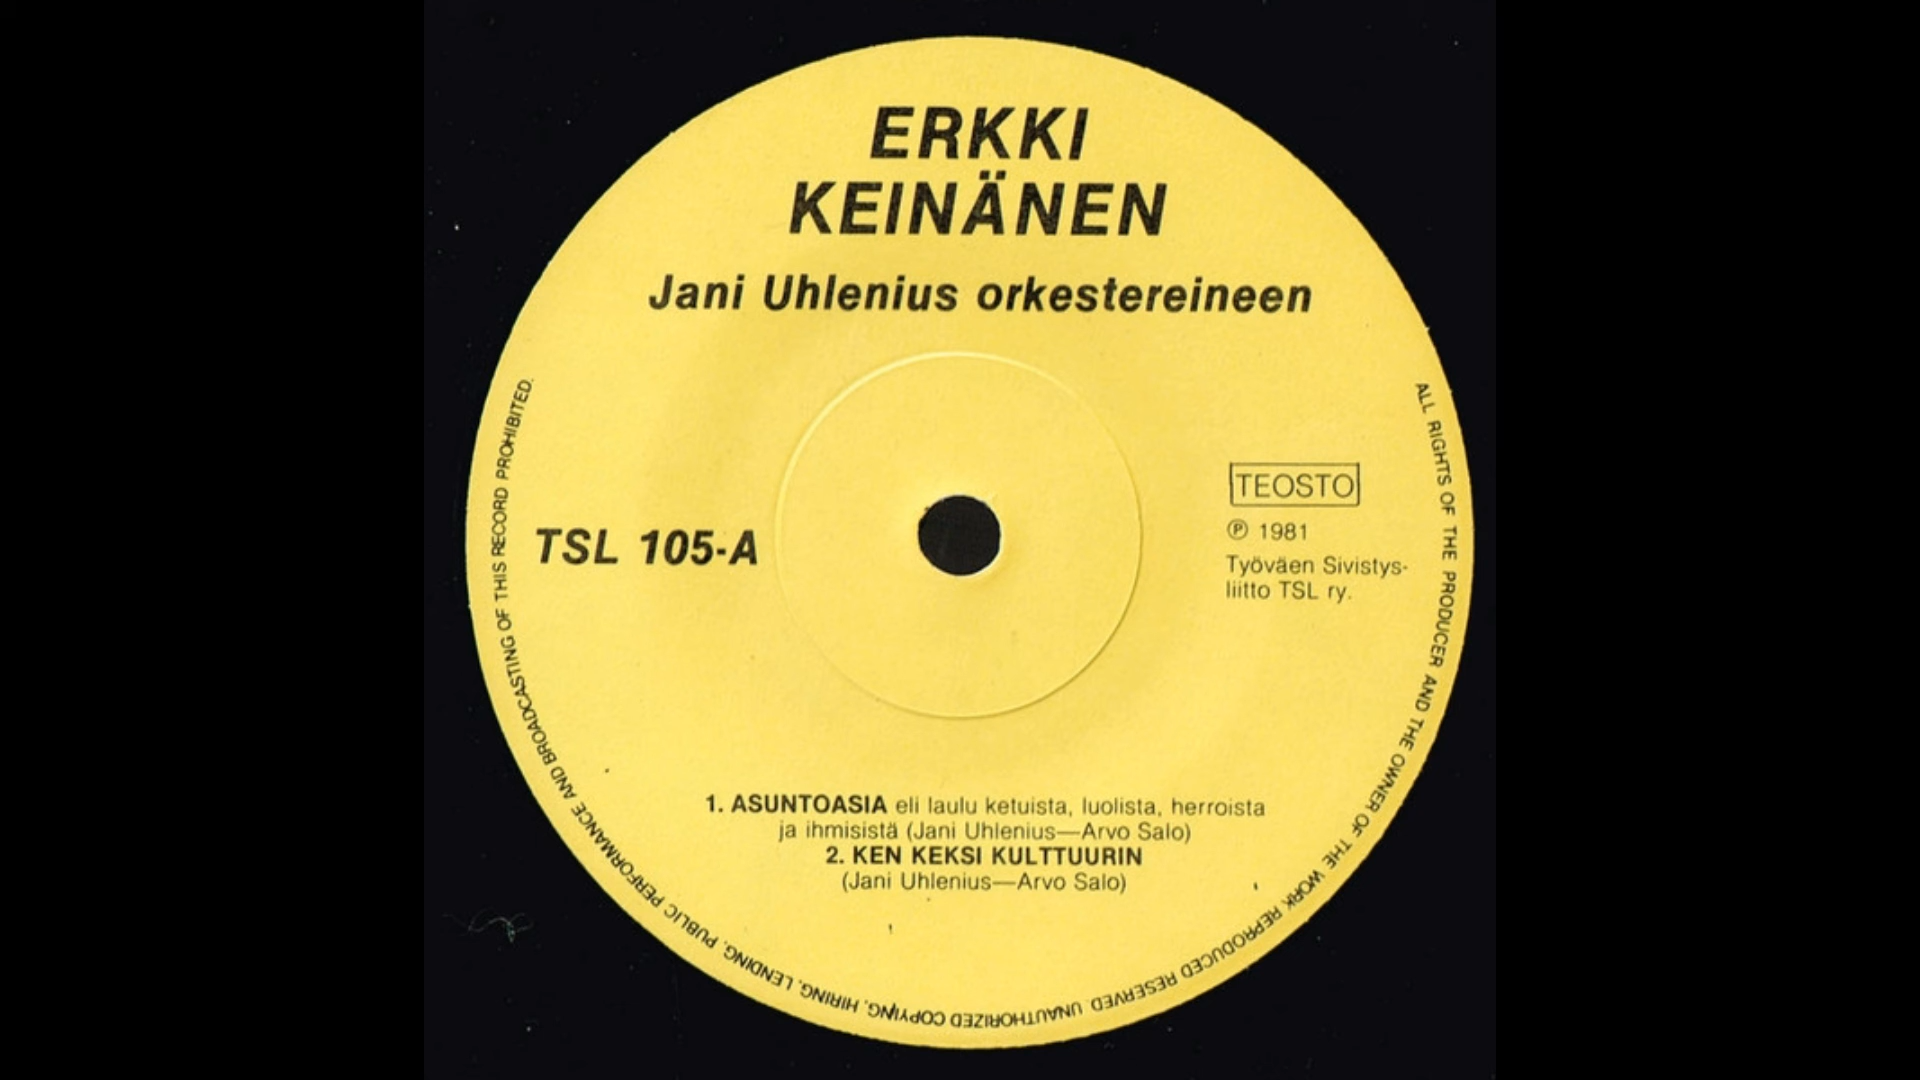 ERKKI
KEINÄNEN
Jani Uhlenius orkestereineen
TSL 105-A
TEOSTO
℗ 1981
Työväen Sivistys-
liitto TSL ry.
1. ASUNTOASIA eli laulu ketuista, luolista, herroista
ja ihmisistä (Jani Uhlenius—Arvo Salo)
2. KEN KEKSI KULTTUURIN
(Jani Uhlenius—Arvo Salo)
ALL RIGHTS OF THE PRODUCER AND THE OWNER OF THE WORK REPRODUCED RESERVED. UNAUTHORIZED COPYING, HIRING, LENDING, PUBLIC PERFORMANCE AND BROADCASTING OF THIS RECORD PROHIBITED.